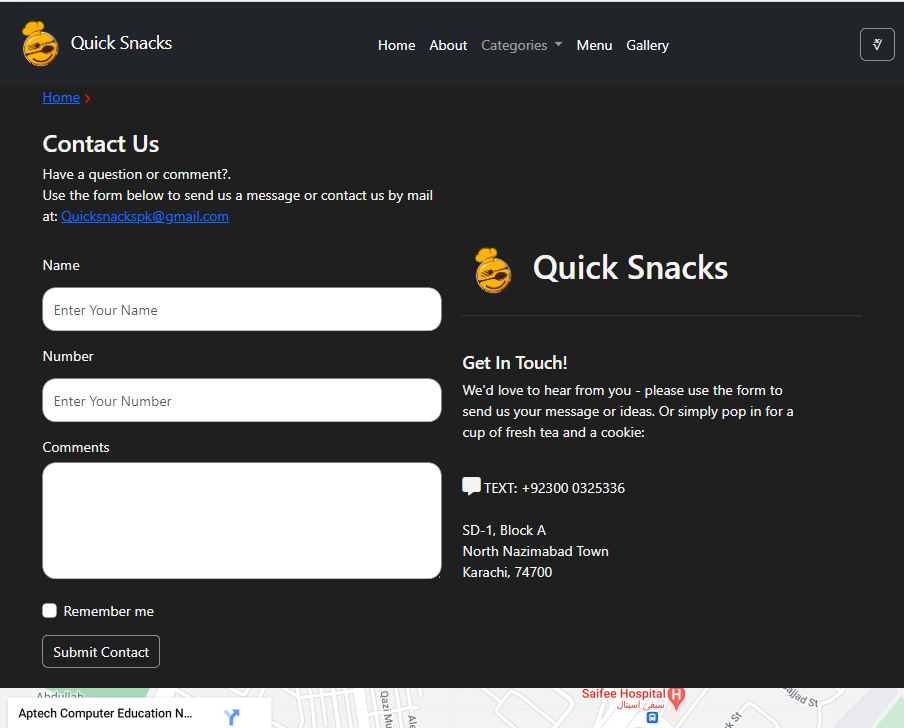 Quick Snacks
Home About Categories Menu Gallery
Home
Contact Us
Have a question or comment?.
Use the form below to send us a message or contact us by mail
at: Quicksnackspk@gmail.com
Name
Enter Your Name
Number
Enter Your Number
Comments
Remember me
Submit Contact
Quick Snacks
Get In Touch!
We'd love to hear from you - please use the form to
send us your message or ideas. Or simply pop in for a
cup of fresh tea and a cookie:
TEXT: +92300 0325336
SD-1, Block A
North Nazimabad Town
Karachi, 74700
Abdullah
Aptech Computer Education N...
Qazi Mu
Saifee Hospital
سیفی اسپتال
H
ajjad St
k St